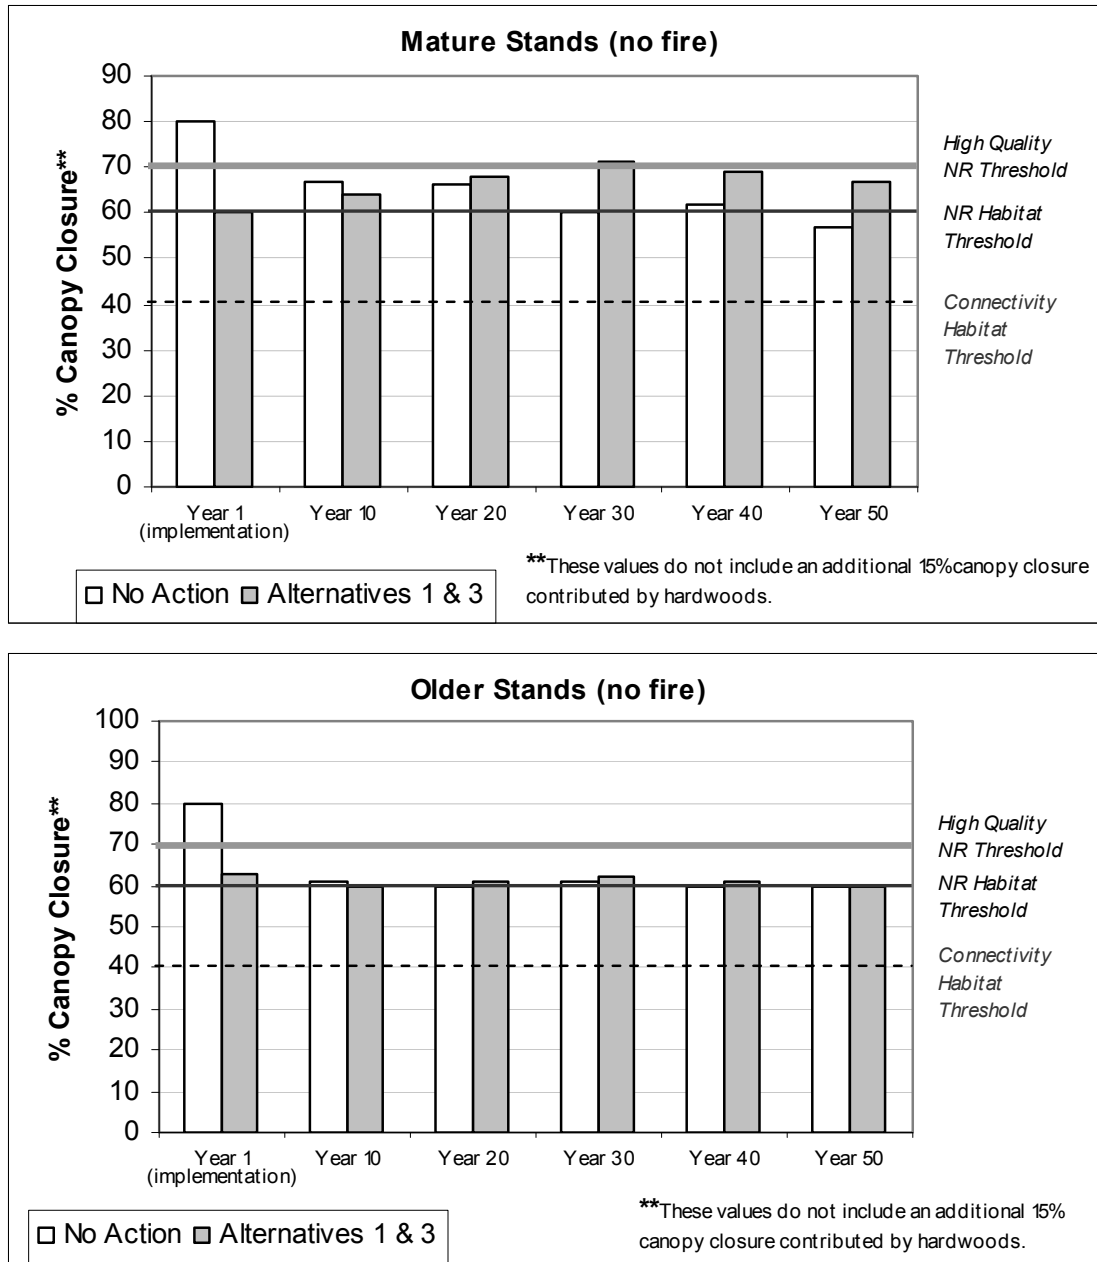 Mature Stands (no fire)
% Canopy Closure**
90
80
70
60
50
40
30
20
10
0
Year 1
(implementation)
Year 10
Year 20
Year 30
Year 40
Year 50
High Quality
NR Threshold
NR Habitat
Threshold
Connectivity
Habitat
Threshold
No Action
Alternatives 1 & 3
**These values do not include an additional 15%canopy closure
contributed by hardwoods.
Older Stands (no fire)
% Canopy Closure**
100
90
80
70
60
50
40
30
20
10
0
Year 1
(implementation)
Year 10
Year 20
Year 30
Year 40
Year 50
High Quality
NR Threshold
NR Habitat
Threshold
Connectivity
Habitat
Threshold
No Action
Alternatives 1 & 3
**These values do not include an additional 15%
canopy closure contributed by hardwoods.